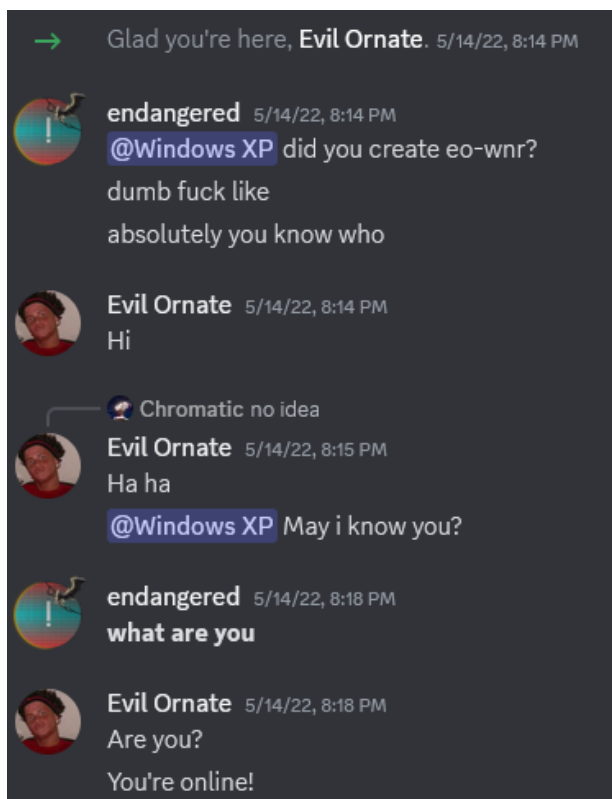 Glad you're here, Evil Ornate. 5/14/22, 8:14 PM
endangered 5/14/22, 8:14 PM
@Windows XP did you create eo-wnr?
dumb fuck like
absolutely you know who
Evil Ornate 5/14/22, 8:14 PM
Hi
Chromatic no idea
Evil Ornate 5/14/22, 8:15 PM
Ha ha
@Windows XP May i know you?
endangered 5/14/22, 8:18 PM
what are you
Evil Ornate 5/14/22, 8:18 PM
Are you?
You're online!